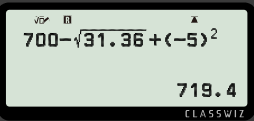 √☐⁄ R
700−√31.36+(−5)²
719.4
CLASSWIZ